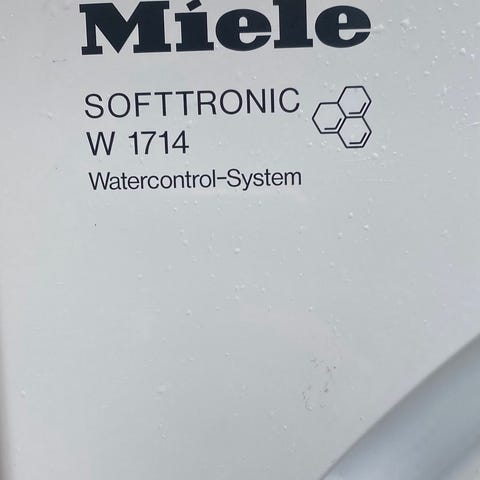 Miele
SOFTTRONIC
W 1714
Watercontrol-System